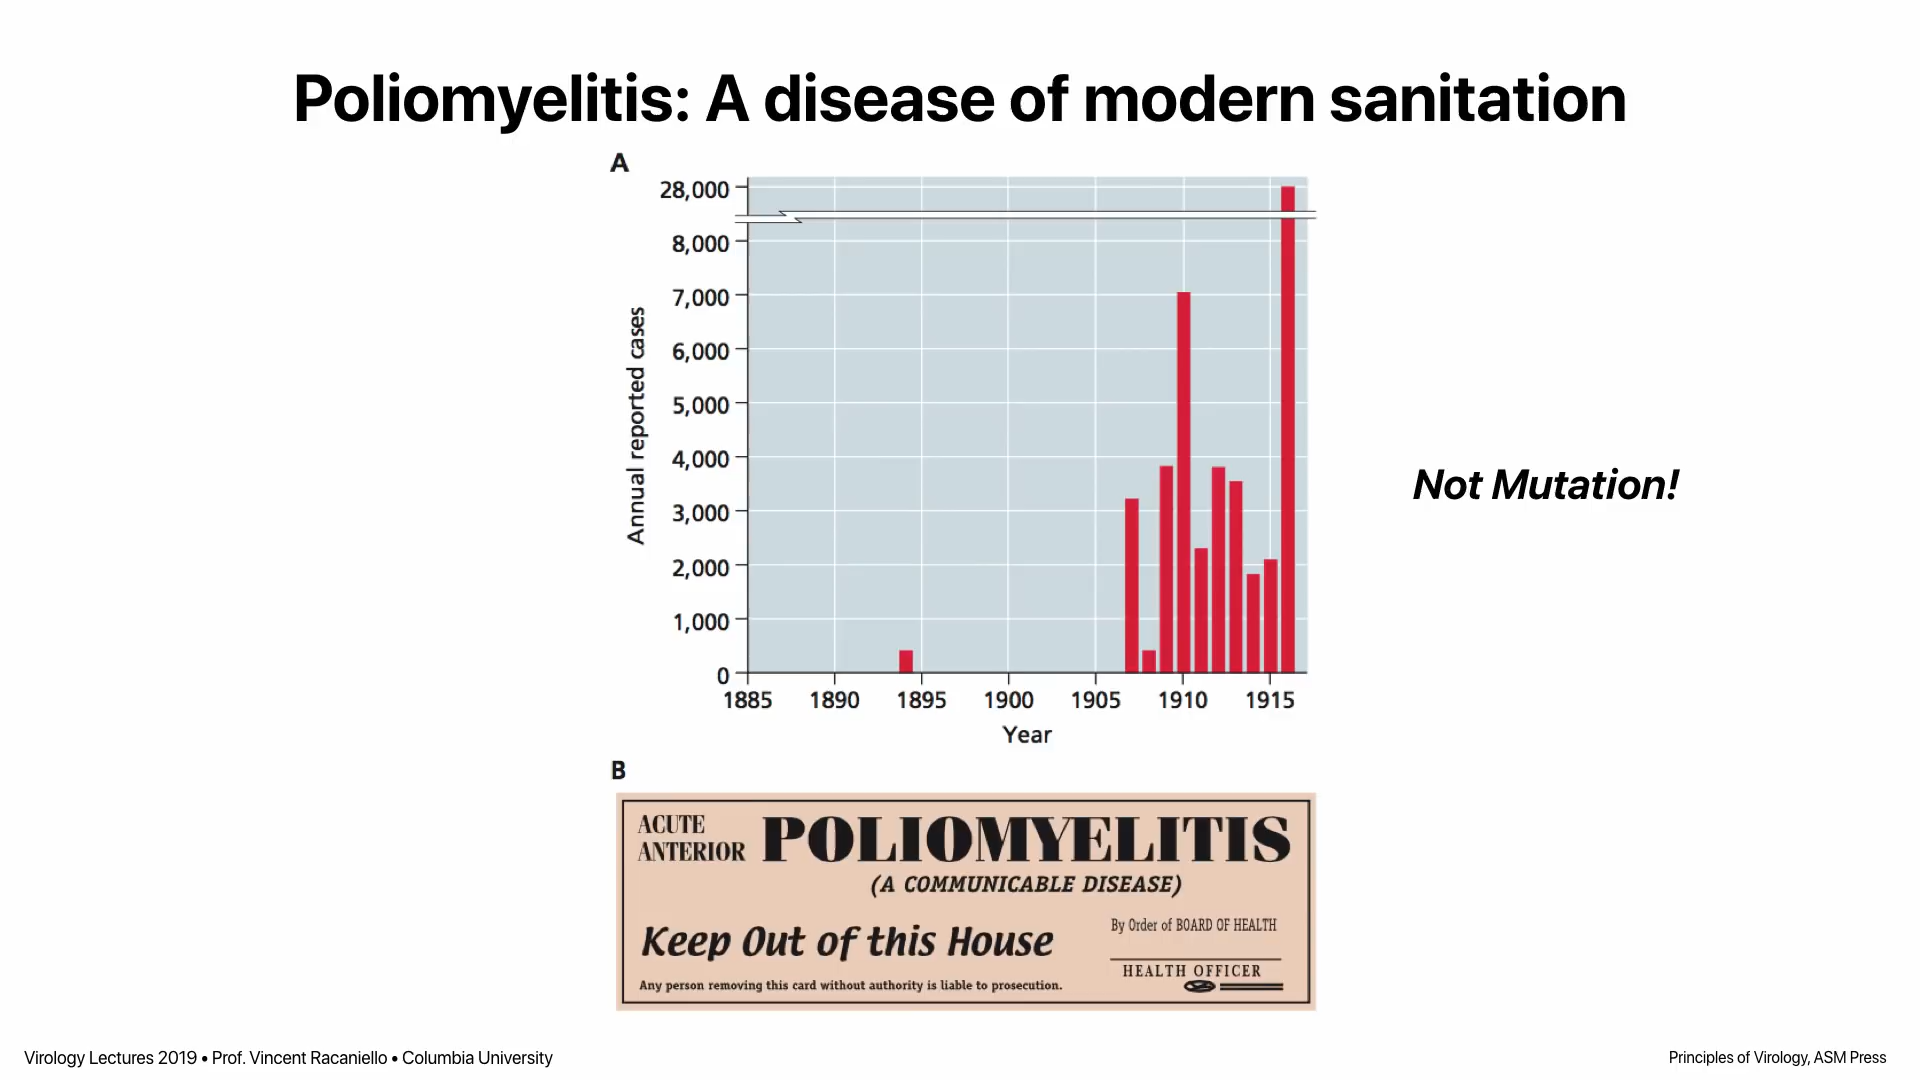 Poliomyelitis: A disease of modern sanitation
A
28,000
8,000
7,000
6,000
5,000
4,000
3,000
2,000
1,000
0
Annual reported cases
1885 1890 1895 1900 1905 1910 1915
Year
Not Mutation!
B
ACUTE
ANTERIOR
POLIOMYELITIS
(A COMMUNICABLE DISEASE)
Keep Out of this House
By Order of BOARD OF HEALTH
HEALTH OFFICER
Any person removing this card without authority is liable to prosecution.
Virology Lectures 2019 • Prof. Vincent Racaniello • Columbia University
Principles of Virology, ASM Press